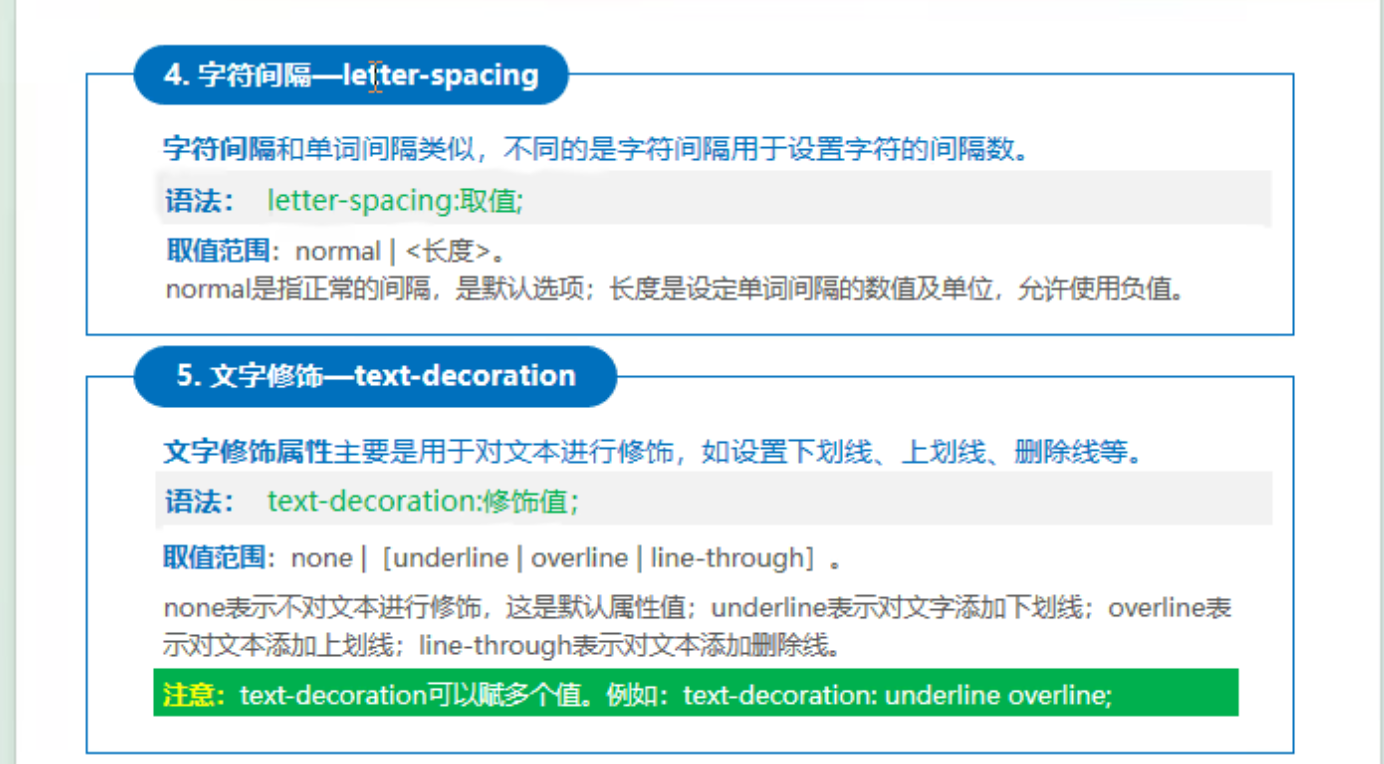 4. 字符间隔—letter-spacing
字符间隔和单词间隔类似，不同的是字符间隔用于设置字符的间隔数。
语法： letter-spacing:取值;
取值范围：normal | <长度>。
normal是指正常的间隔，是默认选项；长度是设定单词间隔的数值及单位，允许使用负值。
5. 文字修饰—text-decoration
文字修饰属性主要是用于对文本进行修饰，如设置下划线、上划线、删除线等。
语法： text-decoration:修饰值;
取值范围：none | [underline | overline | line-through] 。
none表示不对文本进行修饰，这是默认属性值；underline表示对文字添加下划线；overline表
示对文本添加上划线；line-through表示对文本添加删除线。
注意：text-decoration可以赋多个值。例如：text-decoration: underline overline;